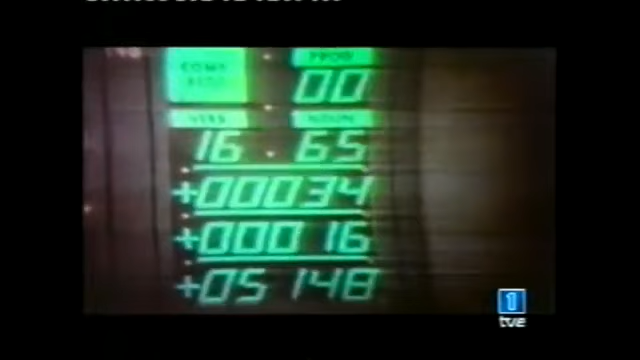 COMP PROG
ACTY 00
VERB NOUN
16 65
+00034
+00016
+05148
1
tve